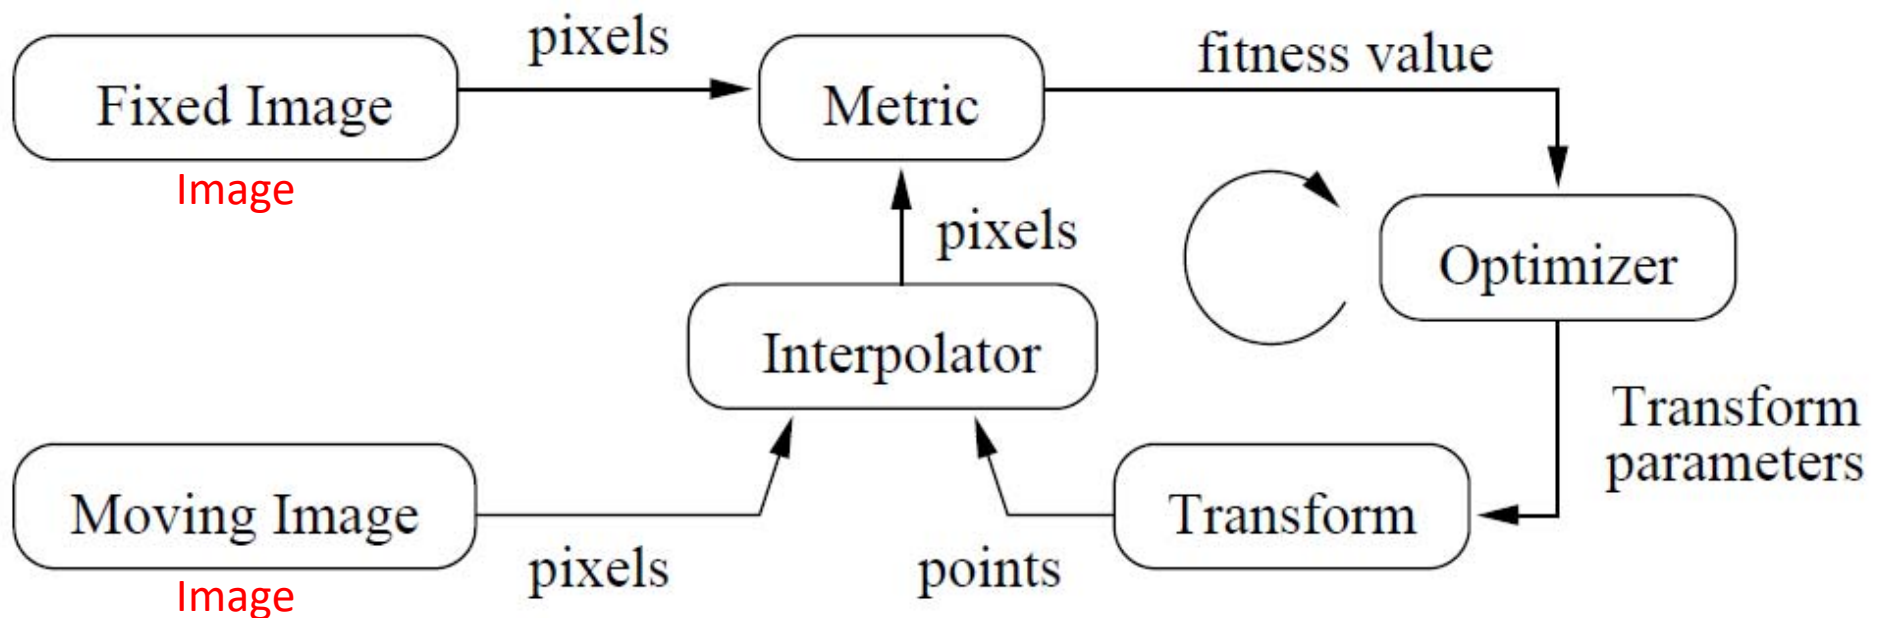 pixels
fitness value
Fixed Image
Metric
Image
pixels
Optimizer
Interpolator
Transform
parameters
Moving Image
Transform
pixels
points
Image